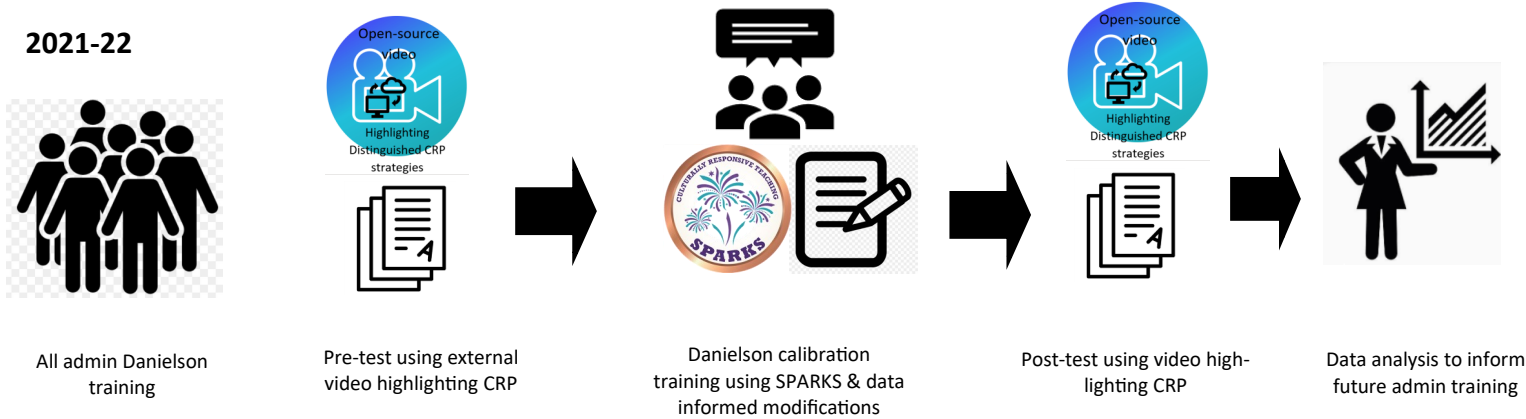 2021-22
Open-source
video
Highlighting
Distinguished CRP
strategies
A
CULTURALLY RESPONSIVE TEACHING
SPARKS
Open-source
video
Highlighting
Distinguished CRP
strategies
A
All admin Danielson
training
Pre-test using external
video highlighting CRP
Danielson calibration
training using SPARKS & data
informed modifications
Post-test using video high-
lighting CRP
Data analysis to inform
future admin training